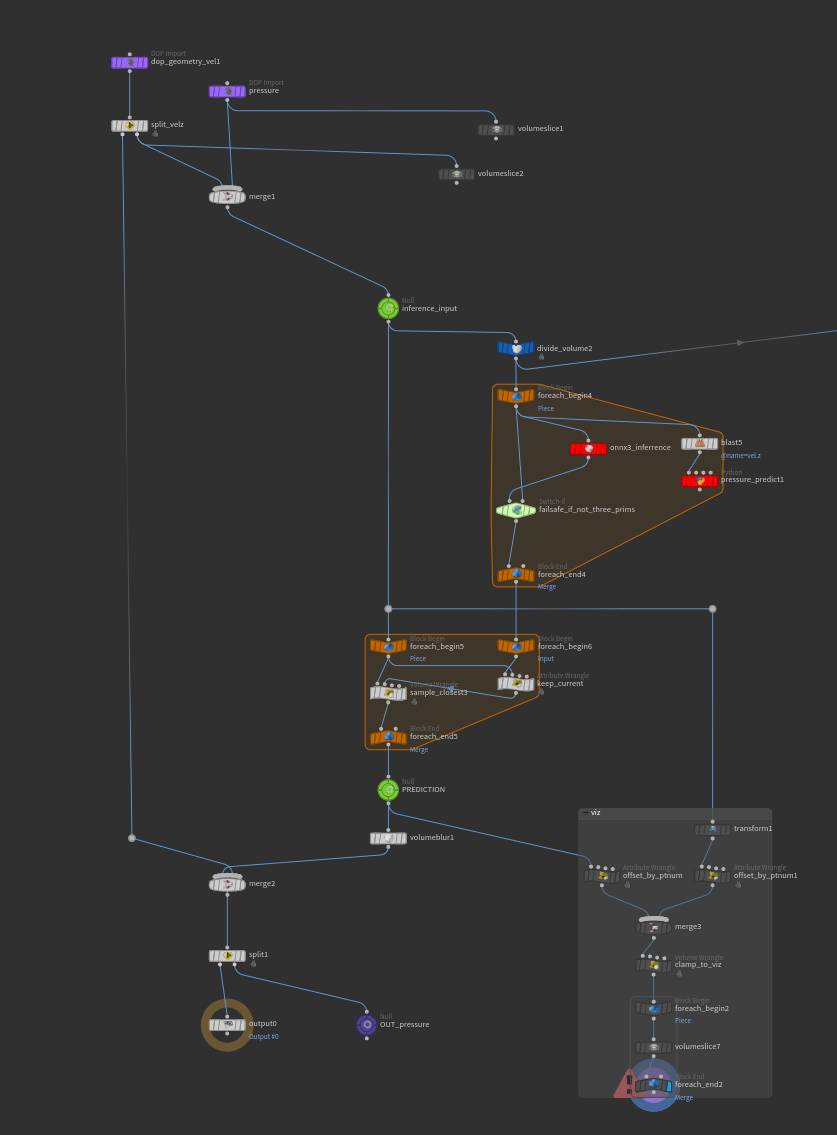 DOP Import
dop_geometry_vel1
DOP Import
pressure
split_velz
volumeslice1
volumeslice2
merge1
Null
inference_input
divide_volume2
Block Begin
foreach_begin4
Piece
onnx3_inferrence
blast5
@name=vel.z
Python
pressure_predict1
Switch-If
failsafe_if_not_three_prims
Block End
foreach_end4
Merge
Block Begin
foreach_begin5
Piece
Block Begin
foreach_begin6
Input
Attribute Wrangle
keep_current
Volume Wrangle
sample_closest3
Block End
foreach_end5
Merge
Null
PREDICTION
volumeblur1
viz
transform1
Attribute Wrangle
offset_by_ptnum
Attribute Wrangle
offset_by_ptnum1
merge2
merge3
split1
Volume Wrangle
clamp_to_viz
Block Begin
foreach_begin2
Piece
output0
Output #0
Null
OUT_pressure
volumeslice7
Block End
foreach_end2
Merge